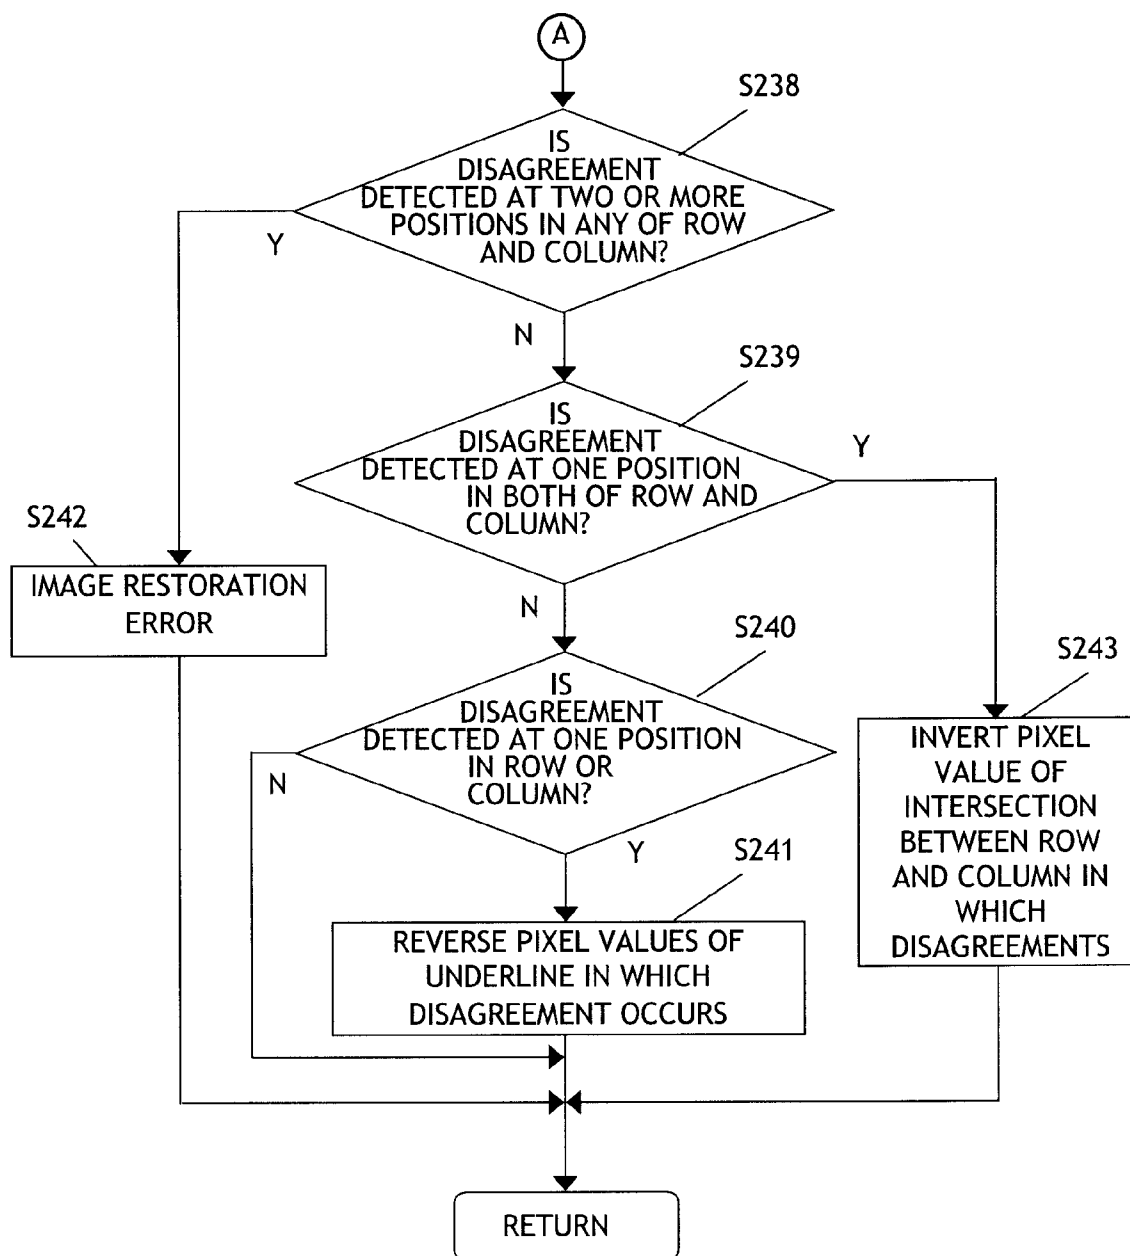 A
S238
IS
DISAGREEMENT
DETECTED AT TWO OR MORE
POSITIONS IN ANY OF ROW
AND COLUMN?
Y
N
S239
IS
DISAGREEMENT
DETECTED AT ONE POSITION
IN BOTH OF ROW AND
COLUMN?
Y
N
S242
IMAGE RESTORATION
ERROR
S240
IS
DISAGREEMENT
DETECTED AT ONE POSITION
IN ROW OR
COLUMN?
N
Y
S243
INVERT PIXEL
VALUE OF
INTERSECTION
BETWEEN ROW
AND COLUMN IN
WHICH
DISAGREEMENTS
S241
REVERSE PIXEL VALUES OF
UNDERLINE IN WHICH
DISAGREEMENT OCCURS
RETURN